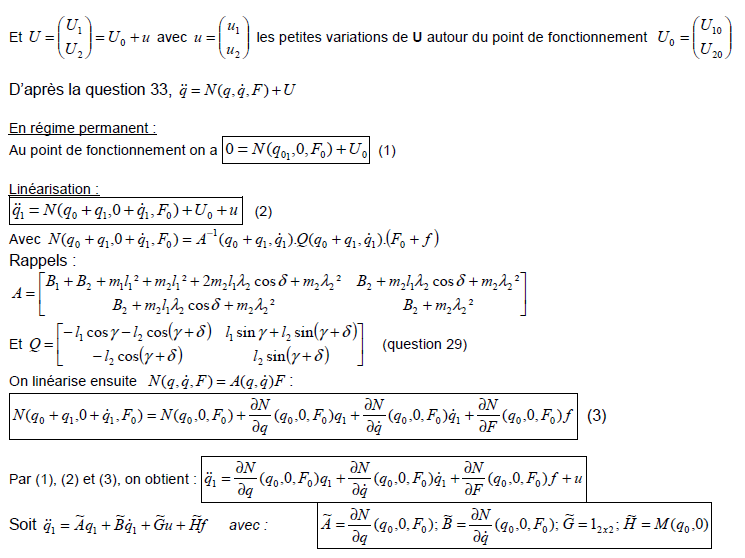 Et $U = \begin{pmatrix} U_1 \\ U_2 \end{pmatrix} = U_0 + u$ avec $u = \begin{pmatrix} u_1 \\ u_2 \end{pmatrix}$ les petites variations de **U** autour du point de fonctionnement $U_0 = \begin{pmatrix} U_{10} \\ U_{20} \end{pmatrix}$
D'après la question 33, $\ddot{q} = N(q, \dot{q}, F) + U$
En régime permanent :
Au point de fonctionnement on a $\boxed{0 = N(q_{01}, 0, F_0) + U_0}$ (1)
Linéarisation :
$\boxed{\ddot{q}_1 = N(q_0 + q_1, 0 + \dot{q}_1, F_0) + U_0 + u}$ (2)
Avec $N(q_0 + q_1, 0 + \dot{q}_1, F_0) = A^{-1}(q_0 + q_1, \dot{q}_1).Q(q_0 + q_1, \dot{q}_1).(F_0 + f)$
Rappels :
$A = \begin{bmatrix} B_1 + B_2 + m_1 l_1^2 + m_2 l_1^2 + 2m_2 l_1 \lambda_2 \cos\delta + m_2 \lambda_2^2 & B_2 + m_2 l_1 \lambda_2 \cos\delta + m_2 \lambda_2^2 \\ B_2 + m_2 l_1 \lambda_2 \cos\delta + m_2 \lambda_2^2 & B_2 + m_2 \lambda_2^2 \end{bmatrix}$
Et $Q = \begin{bmatrix} -l_1 \cos\gamma - l_2 \cos(\gamma + \delta) & l_1 \sin\gamma + l_2 \sin(\gamma + \delta) \\ -l_2 \cos(\gamma + \delta) & l_2 \sin(\gamma + \delta) \end{bmatrix}$ (question 29)
On linéarise ensuite $N(q, \dot{q}, F) = A(q, \dot{q})F$ :
$\boxed{N(q_0 + q_1, 0 + \dot{q}_1, F_0) = N(q_0, 0, F_0) + \frac{\partial N}{\partial q}(q_0, 0, F_0)q_1 + \frac{\partial N}{\partial \dot{q}}(q_0, 0, F_0)\dot{q}_1 + \frac{\partial N}{\partial F}(q_0, 0, F_0)f}$ (3)
Par (1), (2) et (3), on obtient : $\boxed{\ddot{q}_1 = \frac{\partial N}{\partial q}(q_0, 0, F_0)q_1 + \frac{\partial N}{\partial \dot{q}}(q_0, 0, F_0)\dot{q}_1 + \frac{\partial N}{\partial F}(q_0, 0, F_0)f + u}$
Soit $\ddot{q}_1 = \tilde{A}q_1 + \tilde{B}\dot{q}_1 + \tilde{G}u + \tilde{H}f$ avec : $\boxed{\tilde{A} = \frac{\partial N}{\partial q}(q_0, 0, F_0); \tilde{B} = \frac{\partial N}{\partial \dot{q}}(q_0, 0, F_0); \tilde{G} = 1_{2x2}; \tilde{H} = M(q_0, 0)}$